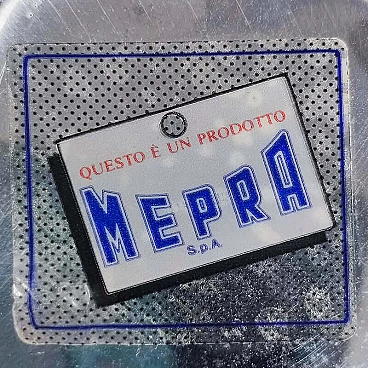 QUESTO È UN PRODOTTO
MEPRA
S.p.A.